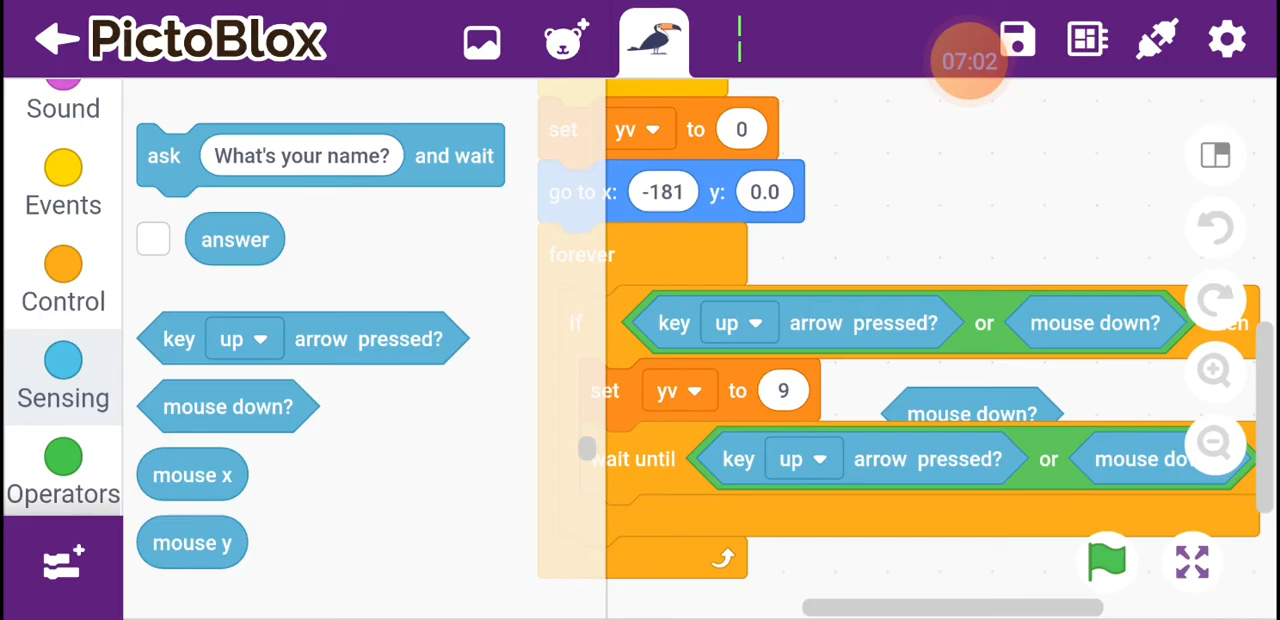 PictoBlox
07:02
Sound
Events
Control
Sensing
Operators
ask What's your name? and wait
answer
key up arrow pressed?
mouse down?
mouse x
mouse y
set yv to 0
go to x: -181 y: 0.0
forever
if key up arrow pressed? or mouse down?
set yv to 9
mouse down?
wait until key up arrow pressed? or mouse do